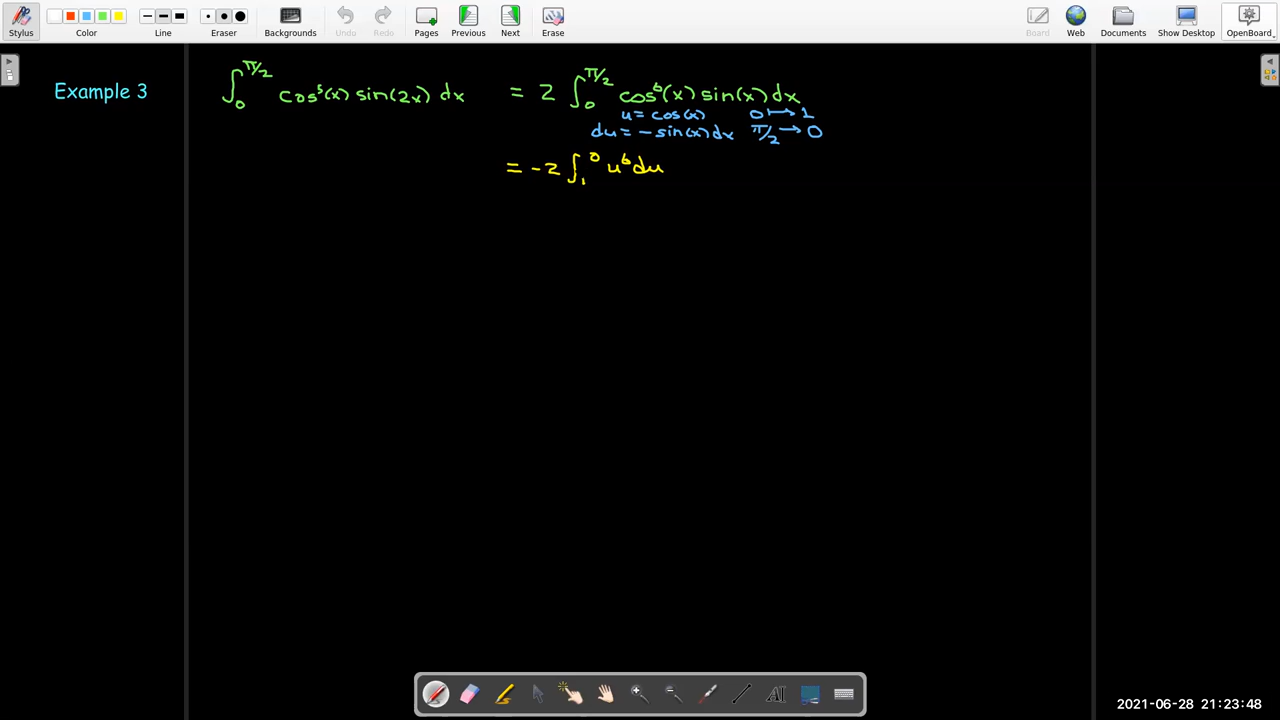 Stylus Color Line Eraser Backgrounds Undo Redo Pages Previous Next Erase Board Web Documents Show Desktop OpenBoard
Example 3 ∫₀^{π/2} cos⁵(x) sin(2x) dx = 2 ∫₀^{π/2} cos⁶(x) sin(x) dx
u = cos(x) 0 ↦ 1
du = - sin(x) dx π/2 → 0
= -2 ∫₁⁰ u⁶ du
AI
2021-06-28 21:23:48